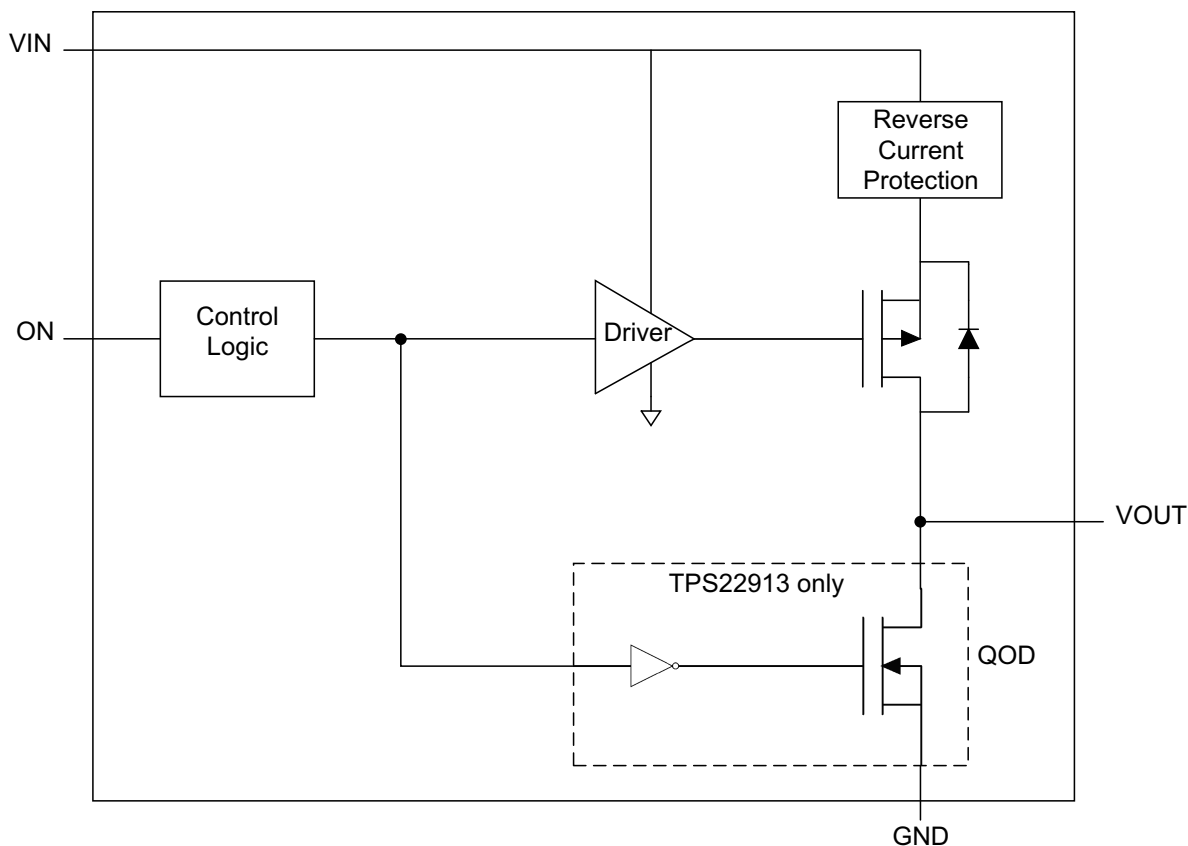 VIN
Reverse
Current
Protection
ON
Control
Logic
Driver
VOUT
TPS22913 only
QOD
GND